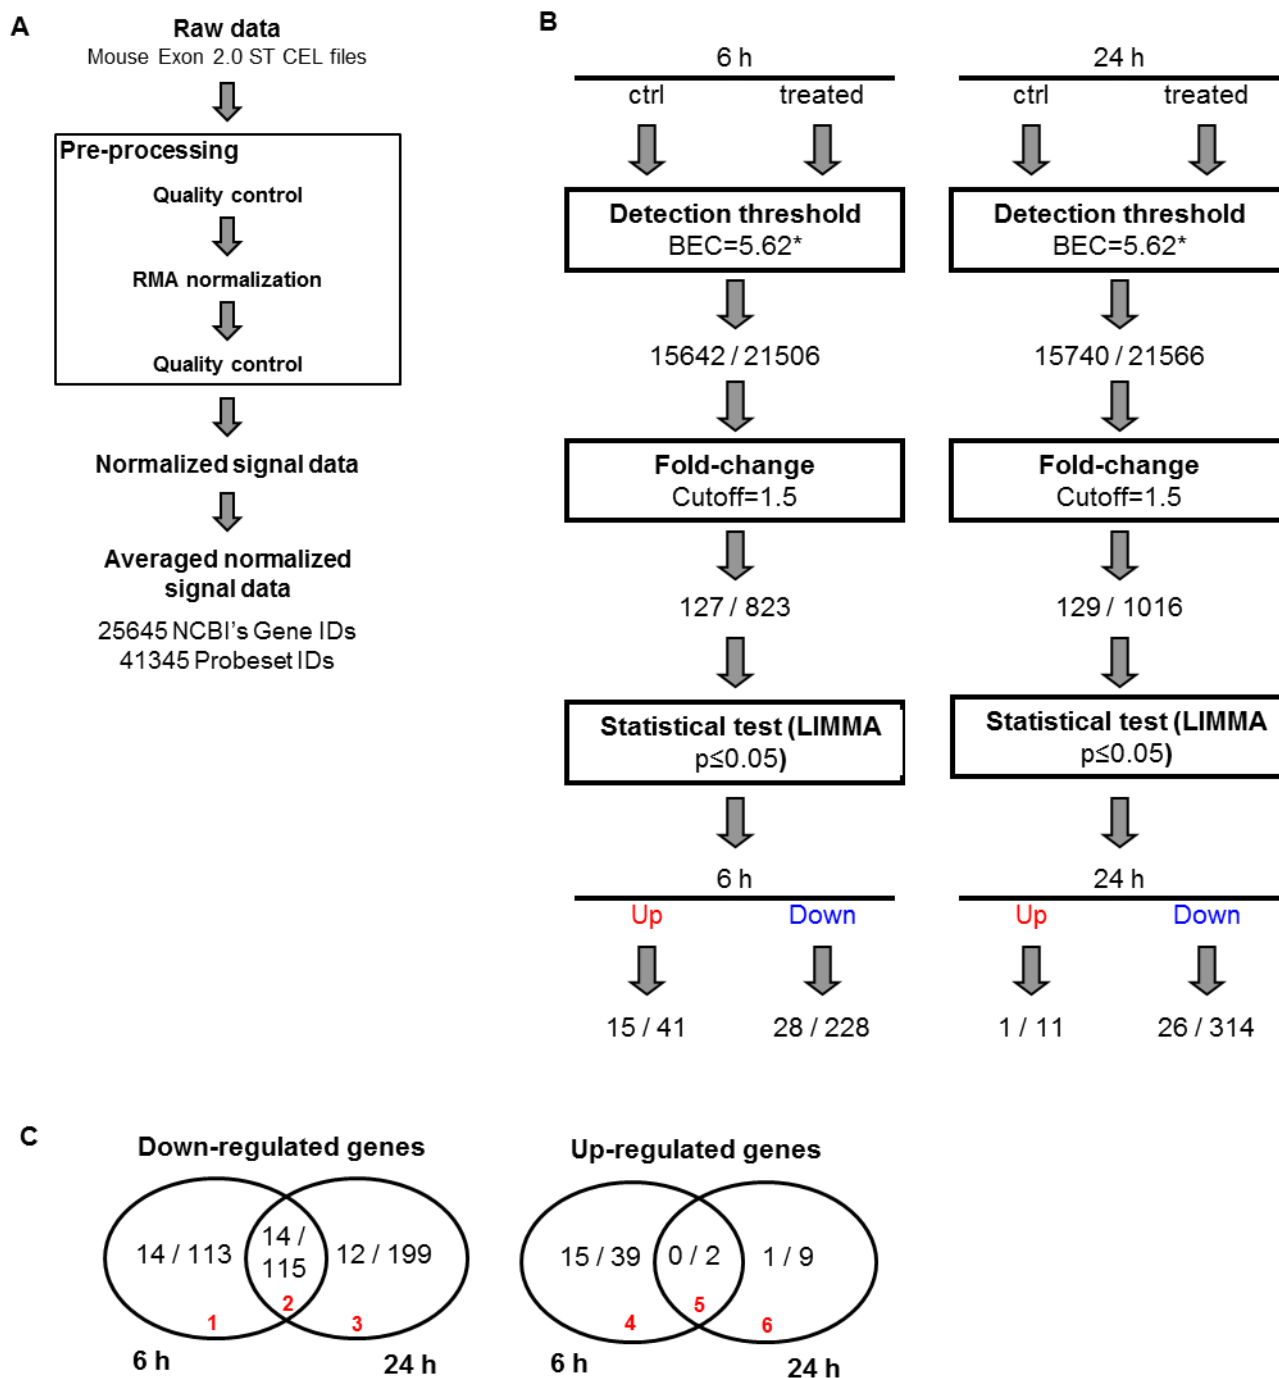 A
Raw data
Mouse Exon 2.0 ST CEL files
Pre-processing
Quality control
RMA normalization
Quality control
Normalized signal data
Averaged normalized
signal data
25645 NCBI's Gene IDs
41345 Probeset IDs
B
6 h
ctrl treated
Detection threshold
BEC=5.62*
15642 / 21506
Fold-change
Cutoff=1.5
127 / 823
Statistical test (LIMMA
p≤0.05)
6 h
Up Down
15 / 41 28 / 228
24 h
ctrl treated
Detection threshold
BEC=5.62*
15740 / 21566
Fold-change
Cutoff=1.5
129 / 1016
Statistical test (LIMMA
p≤0.05)
24 h
Up Down
1 / 11 26 / 314
C
Down-regulated genes
14 / 113
14 /
115
12 / 199
1
2
3
6 h
24 h
Up-regulated genes
15 / 39
0 / 2
1 / 9
4
5
6
6 h
24 h